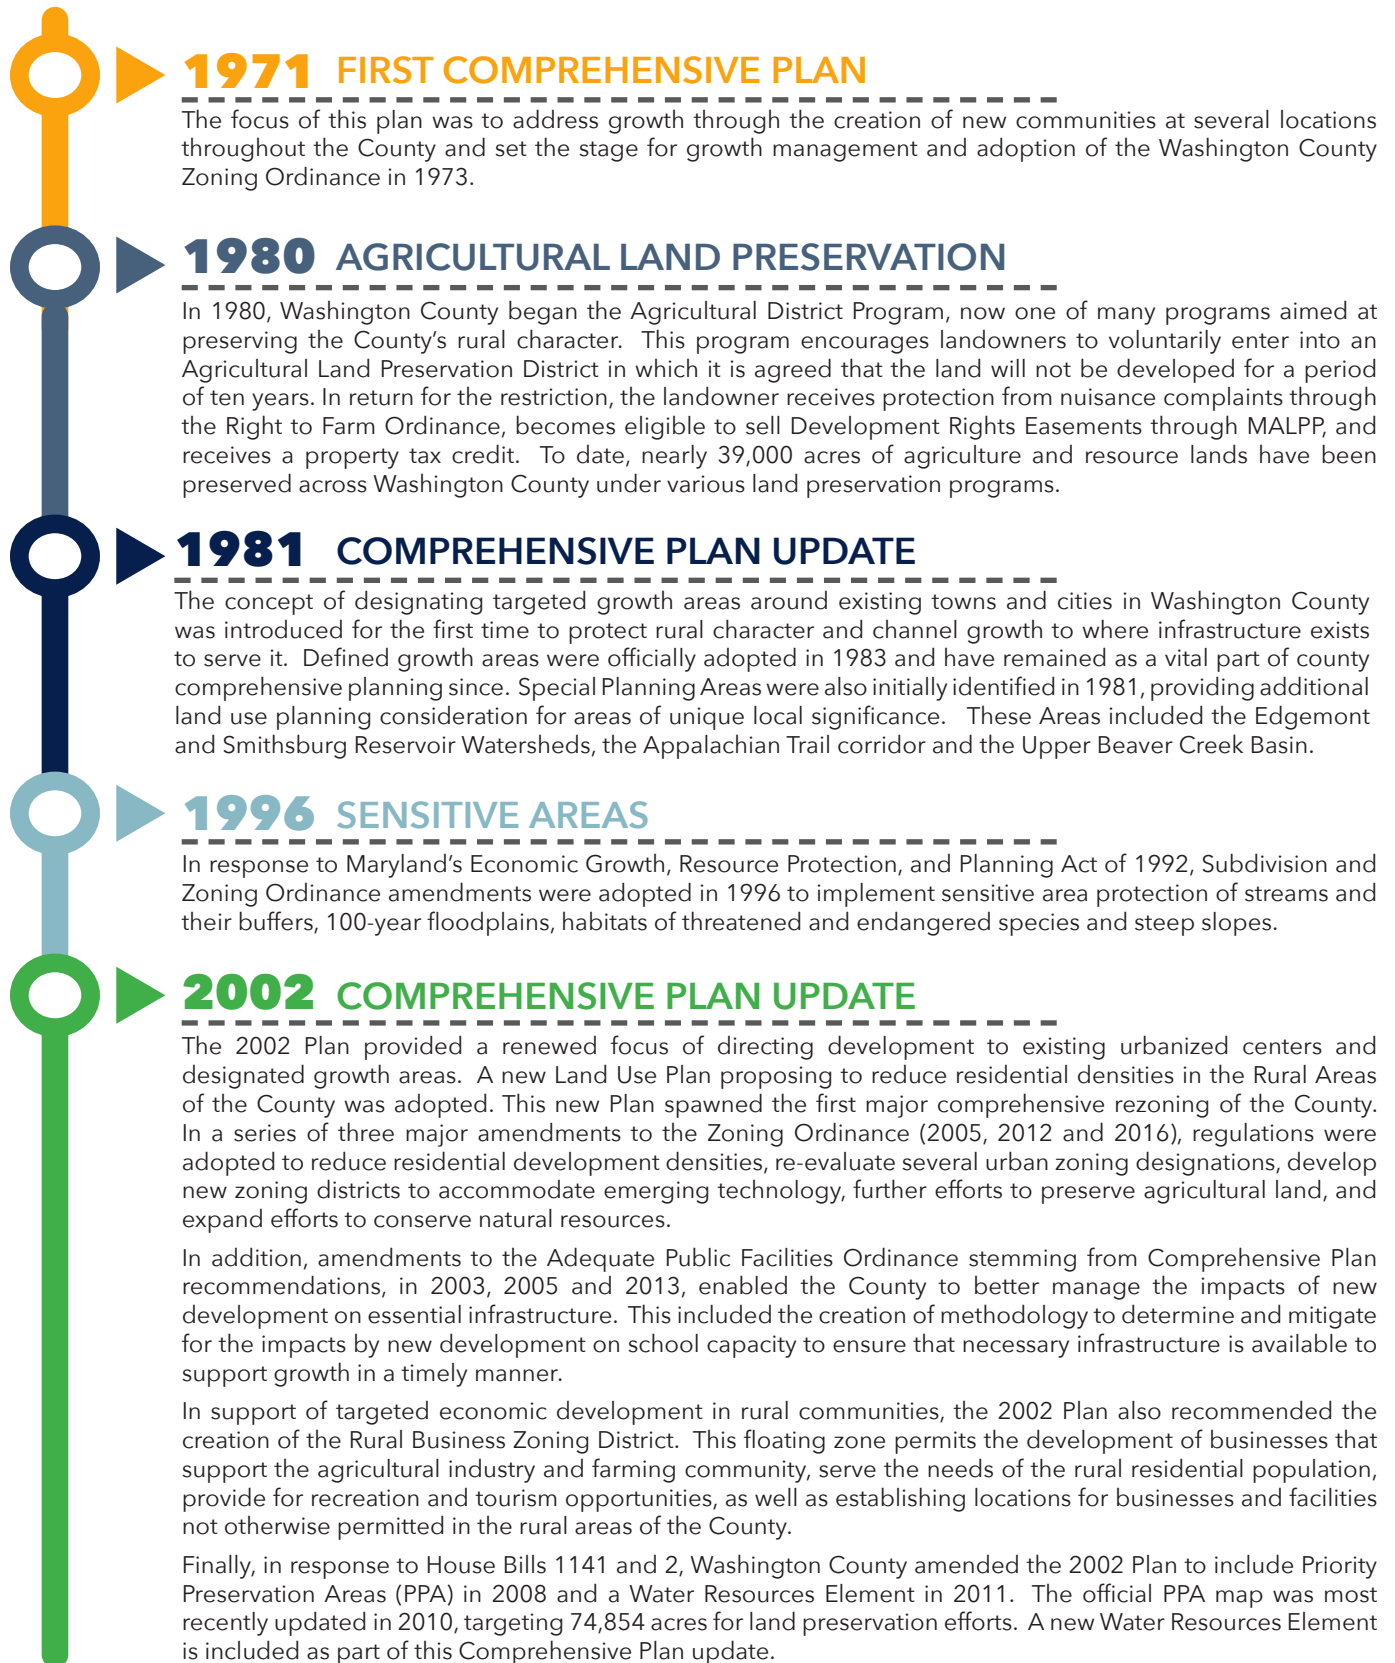 1971 FIRST COMPREHENSIVE PLAN
The focus of this plan was to address growth through the creation of new communities at several locations
throughout the County and set the stage for growth management and adoption of the Washington County
Zoning Ordinance in 1973.
1980 AGRICULTURAL LAND PRESERVATION
In 1980, Washington County began the Agricultural District Program, now one of many programs aimed at
preserving the County's rural character. This program encourages landowners to voluntarily enter into an
Agricultural Land Preservation District in which it is agreed that the land will not be developed for a period
of ten years. In return for the restriction, the landowner receives protection from nuisance complaints through
the Right to Farm Ordinance, becomes eligible to sell Development Rights Easements through MALPP, and
receives a property tax credit. To date, nearly 39,000 acres of agriculture and resource lands have been
preserved across Washington County under various land preservation programs.
1981 COMPREHENSIVE PLAN UPDATE
The concept of designating targeted growth areas around existing towns and cities in Washington County
was introduced for the first time to protect rural character and channel growth to where infrastructure exists
to serve it. Defined growth areas were officially adopted in 1983 and have remained as a vital part of county
comprehensive planning since. Special Planning Areas were also initially identified in 1981, providing additional
land use planning consideration for areas of unique local significance. These Areas included the Edgemont
and Smithsburg Reservoir Watersheds, the Appalachian Trail corridor and the Upper Beaver Creek Basin.
1996 SENSITIVE AREAS
In response to Maryland's Economic Growth, Resource Protection, and Planning Act of 1992, Subdivision and
Zoning Ordinance amendments were adopted in 1996 to implement sensitive area protection of streams and
their buffers, 100-year floodplains, habitats of threatened and endangered species and steep slopes.
2002 COMPREHENSIVE PLAN UPDATE
The 2002 Plan provided a renewed focus of directing development to existing urbanized centers and
designated growth areas. A new Land Use Plan proposing to reduce residential densities in the Rural Areas
of the County was adopted. This new Plan spawned the first major comprehensive rezoning of the County.
In a series of three major amendments to the Zoning Ordinance (2005, 2012 and 2016), regulations were
adopted to reduce residential development densities, re-evaluate several urban zoning designations, develop
new zoning districts to accommodate emerging technology, further efforts to preserve agricultural land, and
expand efforts to conserve natural resources.
In addition, amendments to the Adequate Public Facilities Ordinance stemming from Comprehensive Plan
recommendations, in 2003, 2005 and 2013, enabled the County to better manage the impacts of new
development on essential infrastructure. This included the creation of methodology to determine and mitigate
for the impacts by new development on school capacity to ensure that necessary infrastructure is available to
support growth in a timely manner.
In support of targeted economic development in rural communities, the 2002 Plan also recommended the
creation of the Rural Business Zoning District. This floating zone permits the development of businesses that
support the agricultural industry and farming community, serve the needs of the rural residential population,
provide for recreation and tourism opportunities, as well as establishing locations for businesses and facilities
not otherwise permitted in the rural areas of the County.
Finally, in response to House Bills 1141 and 2, Washington County amended the 2002 Plan to include Priority
Preservation Areas (PPA) in 2008 and a Water Resources Element in 2011. The official PPA map was most
recently updated in 2010, targeting 74,854 acres for land preservation efforts. A new Water Resources Element
is included as part of this Comprehensive Plan update.